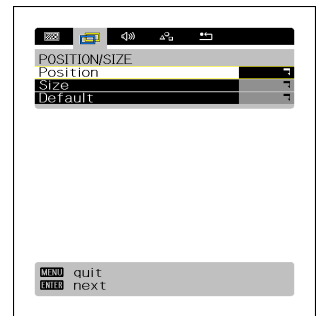 POSITION/SIZE
Position
Size
Default
MENU quit
ENTER next